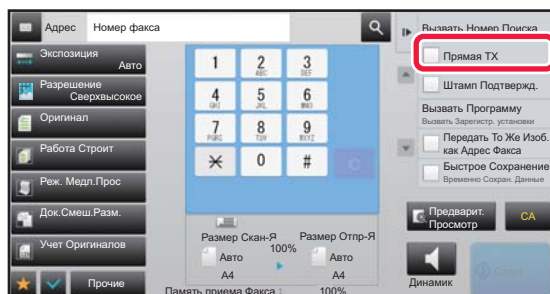 Адрес
Номер факса
Экспозиция
Авто
Разрешение
Сверхвысокое
Оригинал
Работа Строит
Реж. Медл.Прос
Док.Смеш.Разм.
Учет Оригиналов
Прочие
1
2
ABC
3
DEF
4
GHI
5
JKL
6
MNO
7
PQRS
8
TUV
9
WXYZ
0
#
Размер Скан-Я
100%
Размер Отпр-Я
Авто
Авто
A4
A4
Память приема Факса :
100%
Вызвать Номер Поиска
Прямая TX
Штамп Подтвержд.
Вызвать Программу
Вызвать Зарегистр. установки
Передать То Же Изоб.
как Адрес Факса
Быстрое Сохранение
Временно Сохран. Данные
Предварит.
Просмотр
CA
Динамик
Старт